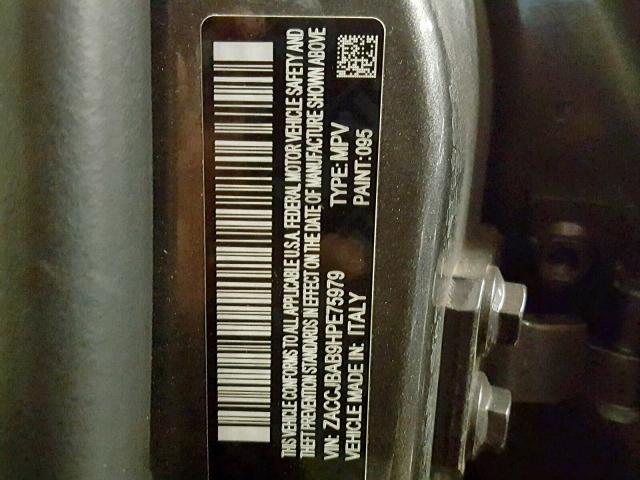 THIS VEHICLE CONFORMS TO ALL APPLICABLE U.S.A. FEDERAL MOTOR VEHICLE SAFETY AND
THEFT PREVENTION STANDARDS IN EFFECT ON THE DATE OF MANUFACTURE SHOWN ABOVE
VIN: ZACCJBAB9HPE75979 TYPE: MPV
VEHICLE MADE IN: ITALY PAINT: 095